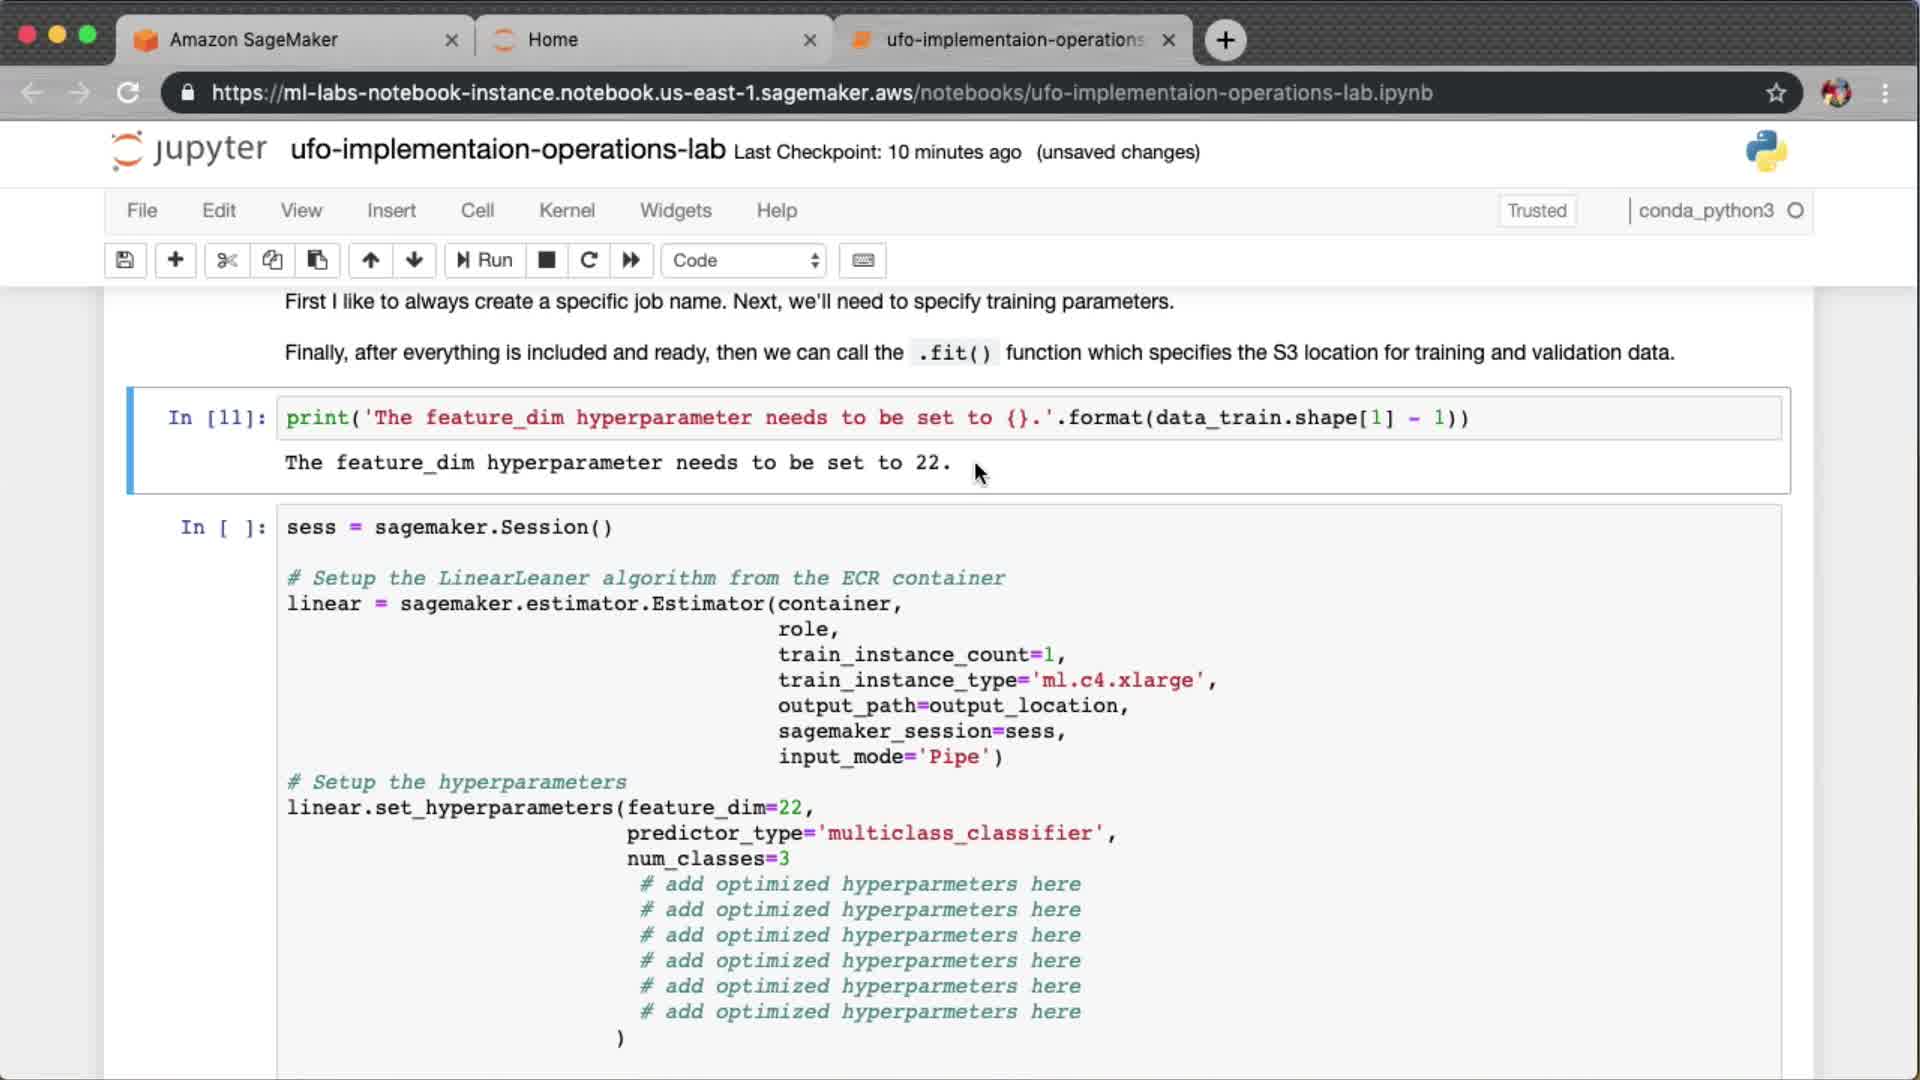 Amazon SageMaker
Home
ufo-implementaion-operations
https://ml-labs-notebook-instance.notebook.us-east-1.sagemaker.aws/notebooks/ufo-implementaion-operations-lab.ipynb
jupyter ufo-implementaion-operations-lab Last Checkpoint: 10 minutes ago (unsaved changes)
File Edit View Insert Cell Kernel Widgets Help Trusted conda_python3
Run Code
First I like to always create a specific job name. Next, we'll need to specify training parameters.
Finally, after everything is included and ready, then we can call the .fit() function which specifies the S3 location for training and validation data.
In [11]: print('The feature_dim hyperparameter needs to be set to {}.'.format(data_train.shape[1] - 1))
The feature_dim hyperparameter needs to be set to 22.
In [ ]: sess = sagemaker.Session()
# Setup the LinearLeaner algorithm from the ECR container
linear = sagemaker.estimator.Estimator(container,
role,
train_instance_count=1,
train_instance_type='ml.c4.xlarge',
output_path=output_location,
sagemaker_session=sess,
input_mode='Pipe')
# Setup the hyperparameters
linear.set_hyperparameters(feature_dim=22,
predictor_type='multiclass_classifier',
num_classes=3
# add optimized hyperparmeters here
# add optimized hyperparmeters here
# add optimized hyperparmeters here
# add optimized hyperparmeters here
# add optimized hyperparmeters here
# add optimized hyperparmeters here
)